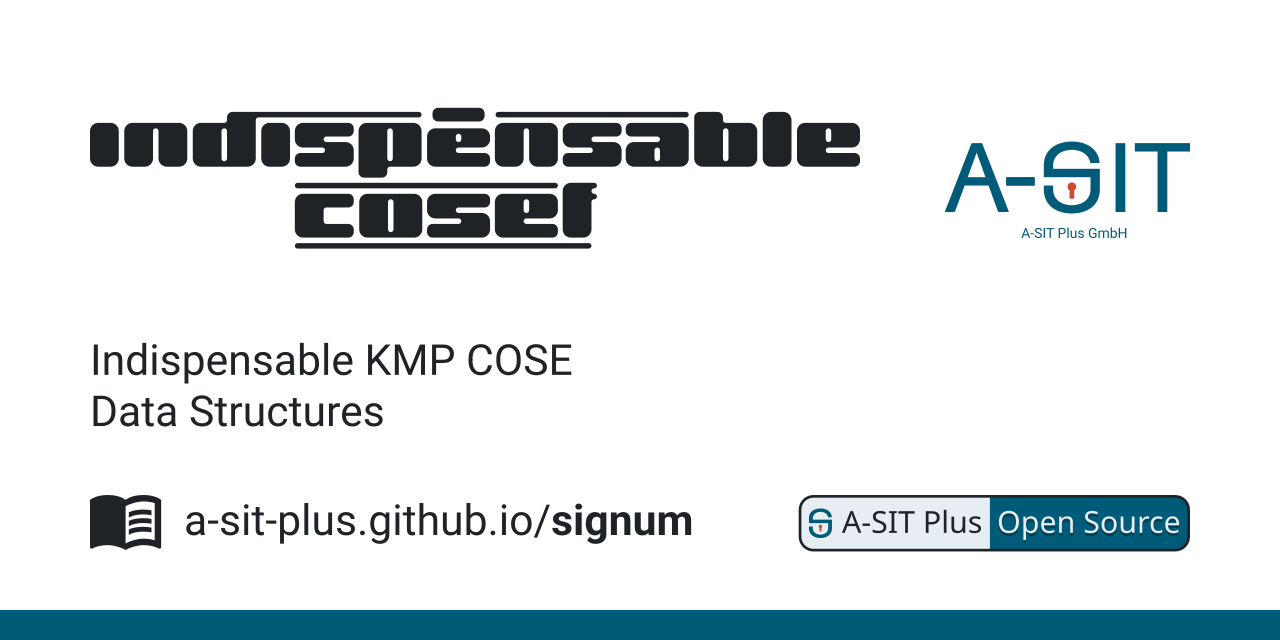 indispēnsable
cosef
A-SIT
A-SIT Plus GmbH
Indispensable KMP COSE
Data Structures
a-sit-plus.github.io/signum
A-SIT Plus Open Source